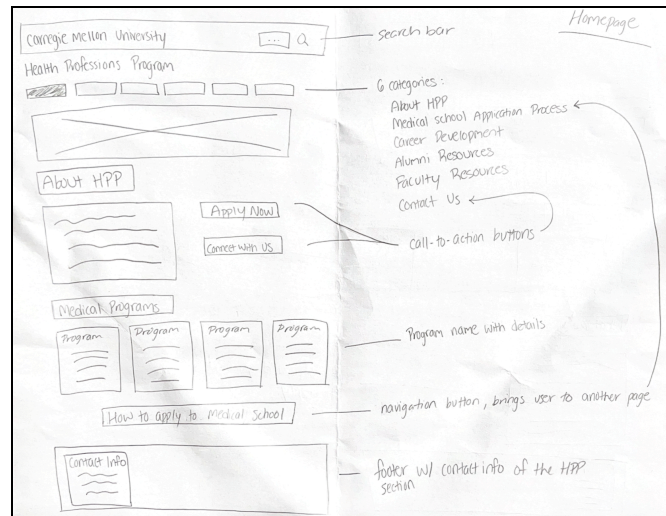 Homepage
Carnegie Mellon University
...
search bar
Health Professions Program
6 categories:
About HPP
Medical school Application Process
Career Development
Alumni Resources
Faculty Resources
Contact Us
About HPP
Apply Now
Connect With Us
call-to-action buttons
Medical Programs
Program
Program
Program
Program
Program name with details
How to apply to Medical School
navigation button, brings user to another page
Contact Info
footer w/ contact info of the HPP
section